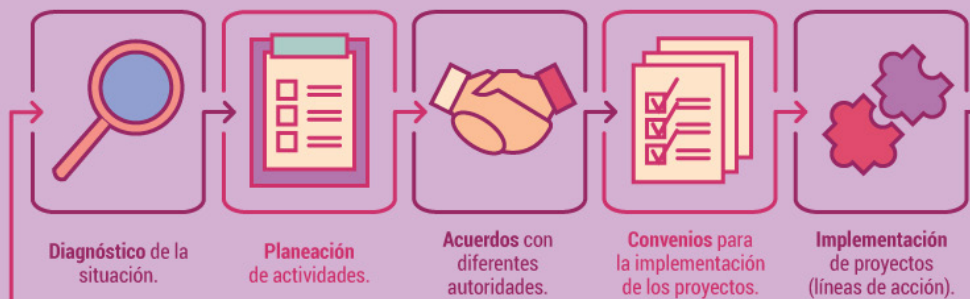 Diagnóstico de la
situación.
Planeación
de actividades.
Acuerdos con
diferentes
autoridades.
Convenios para
la implementación
de los proyectos.
Implementación
de proyectos
(líneas de acción).